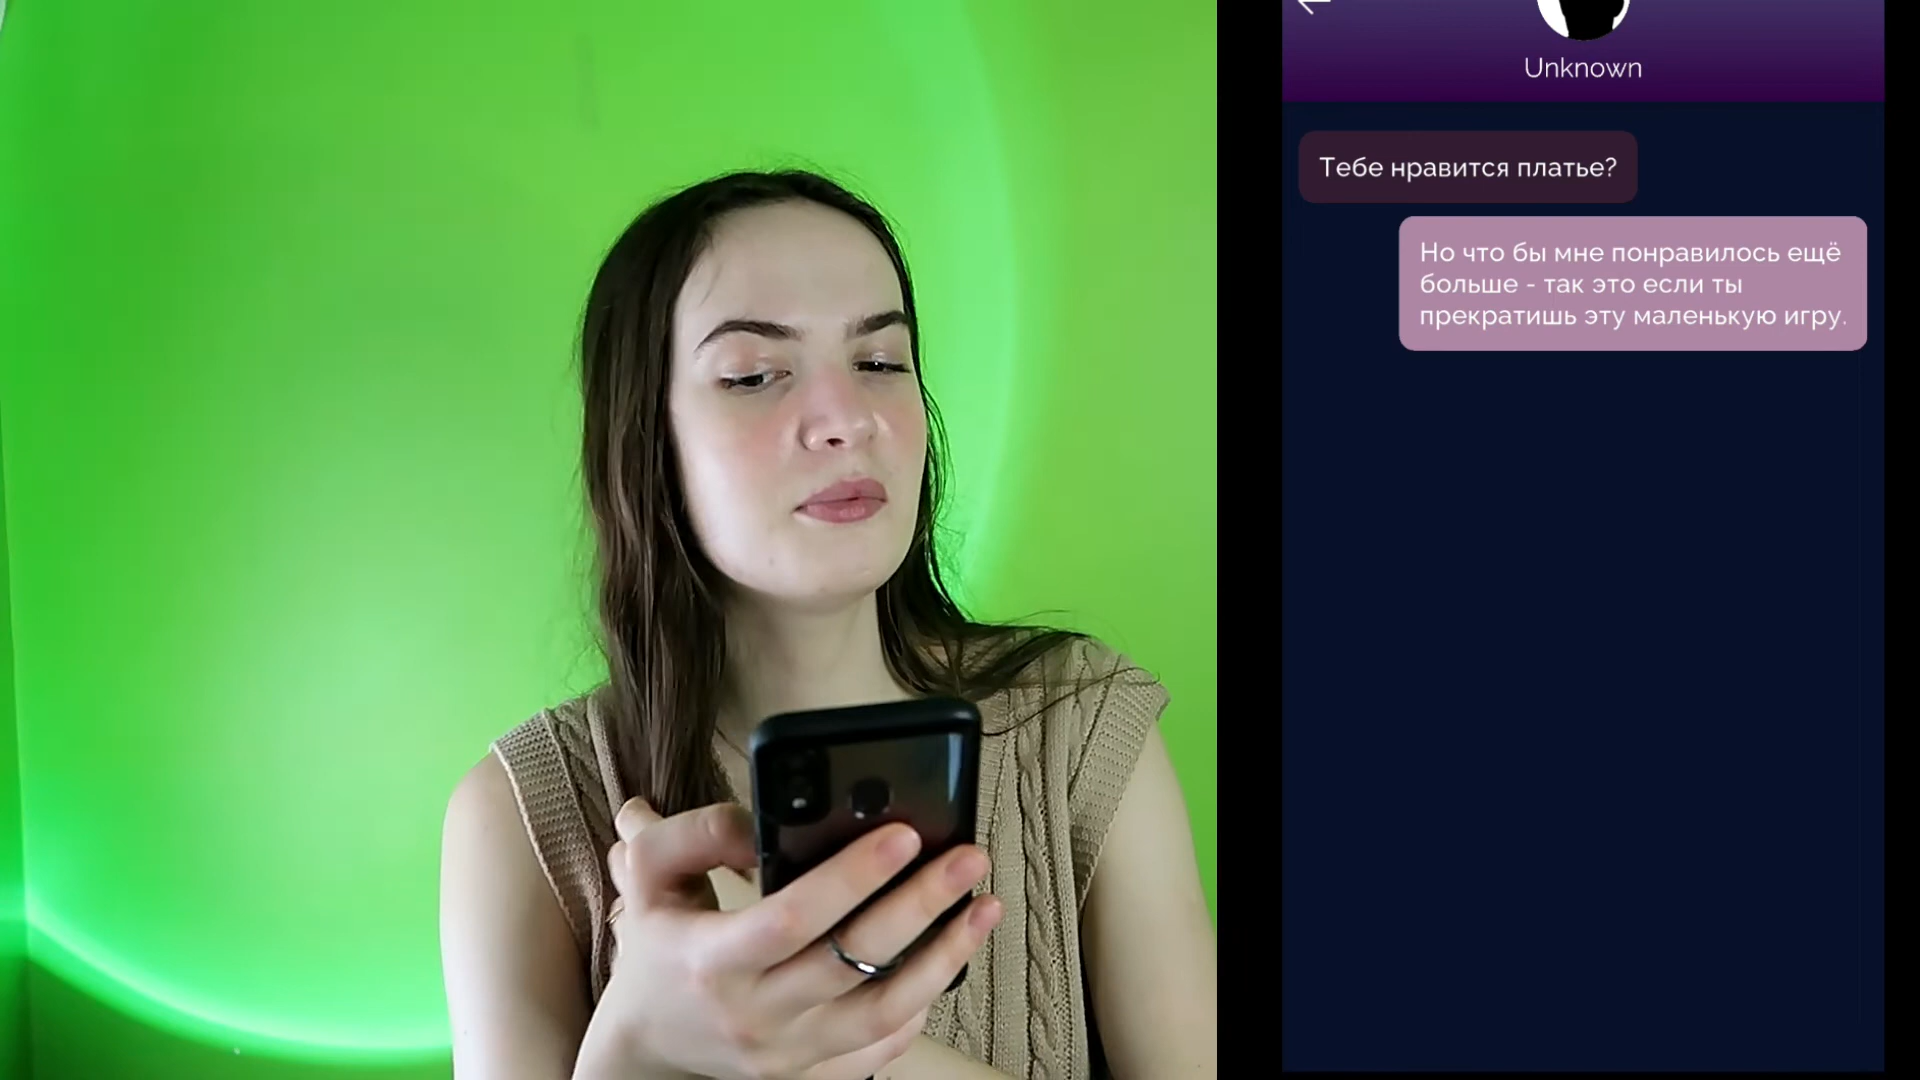 Unknown
Тебе нравится платье?
Но что бы мне понравилось ещё
больше - так это если ты
прекратишь эту маленькую игру.